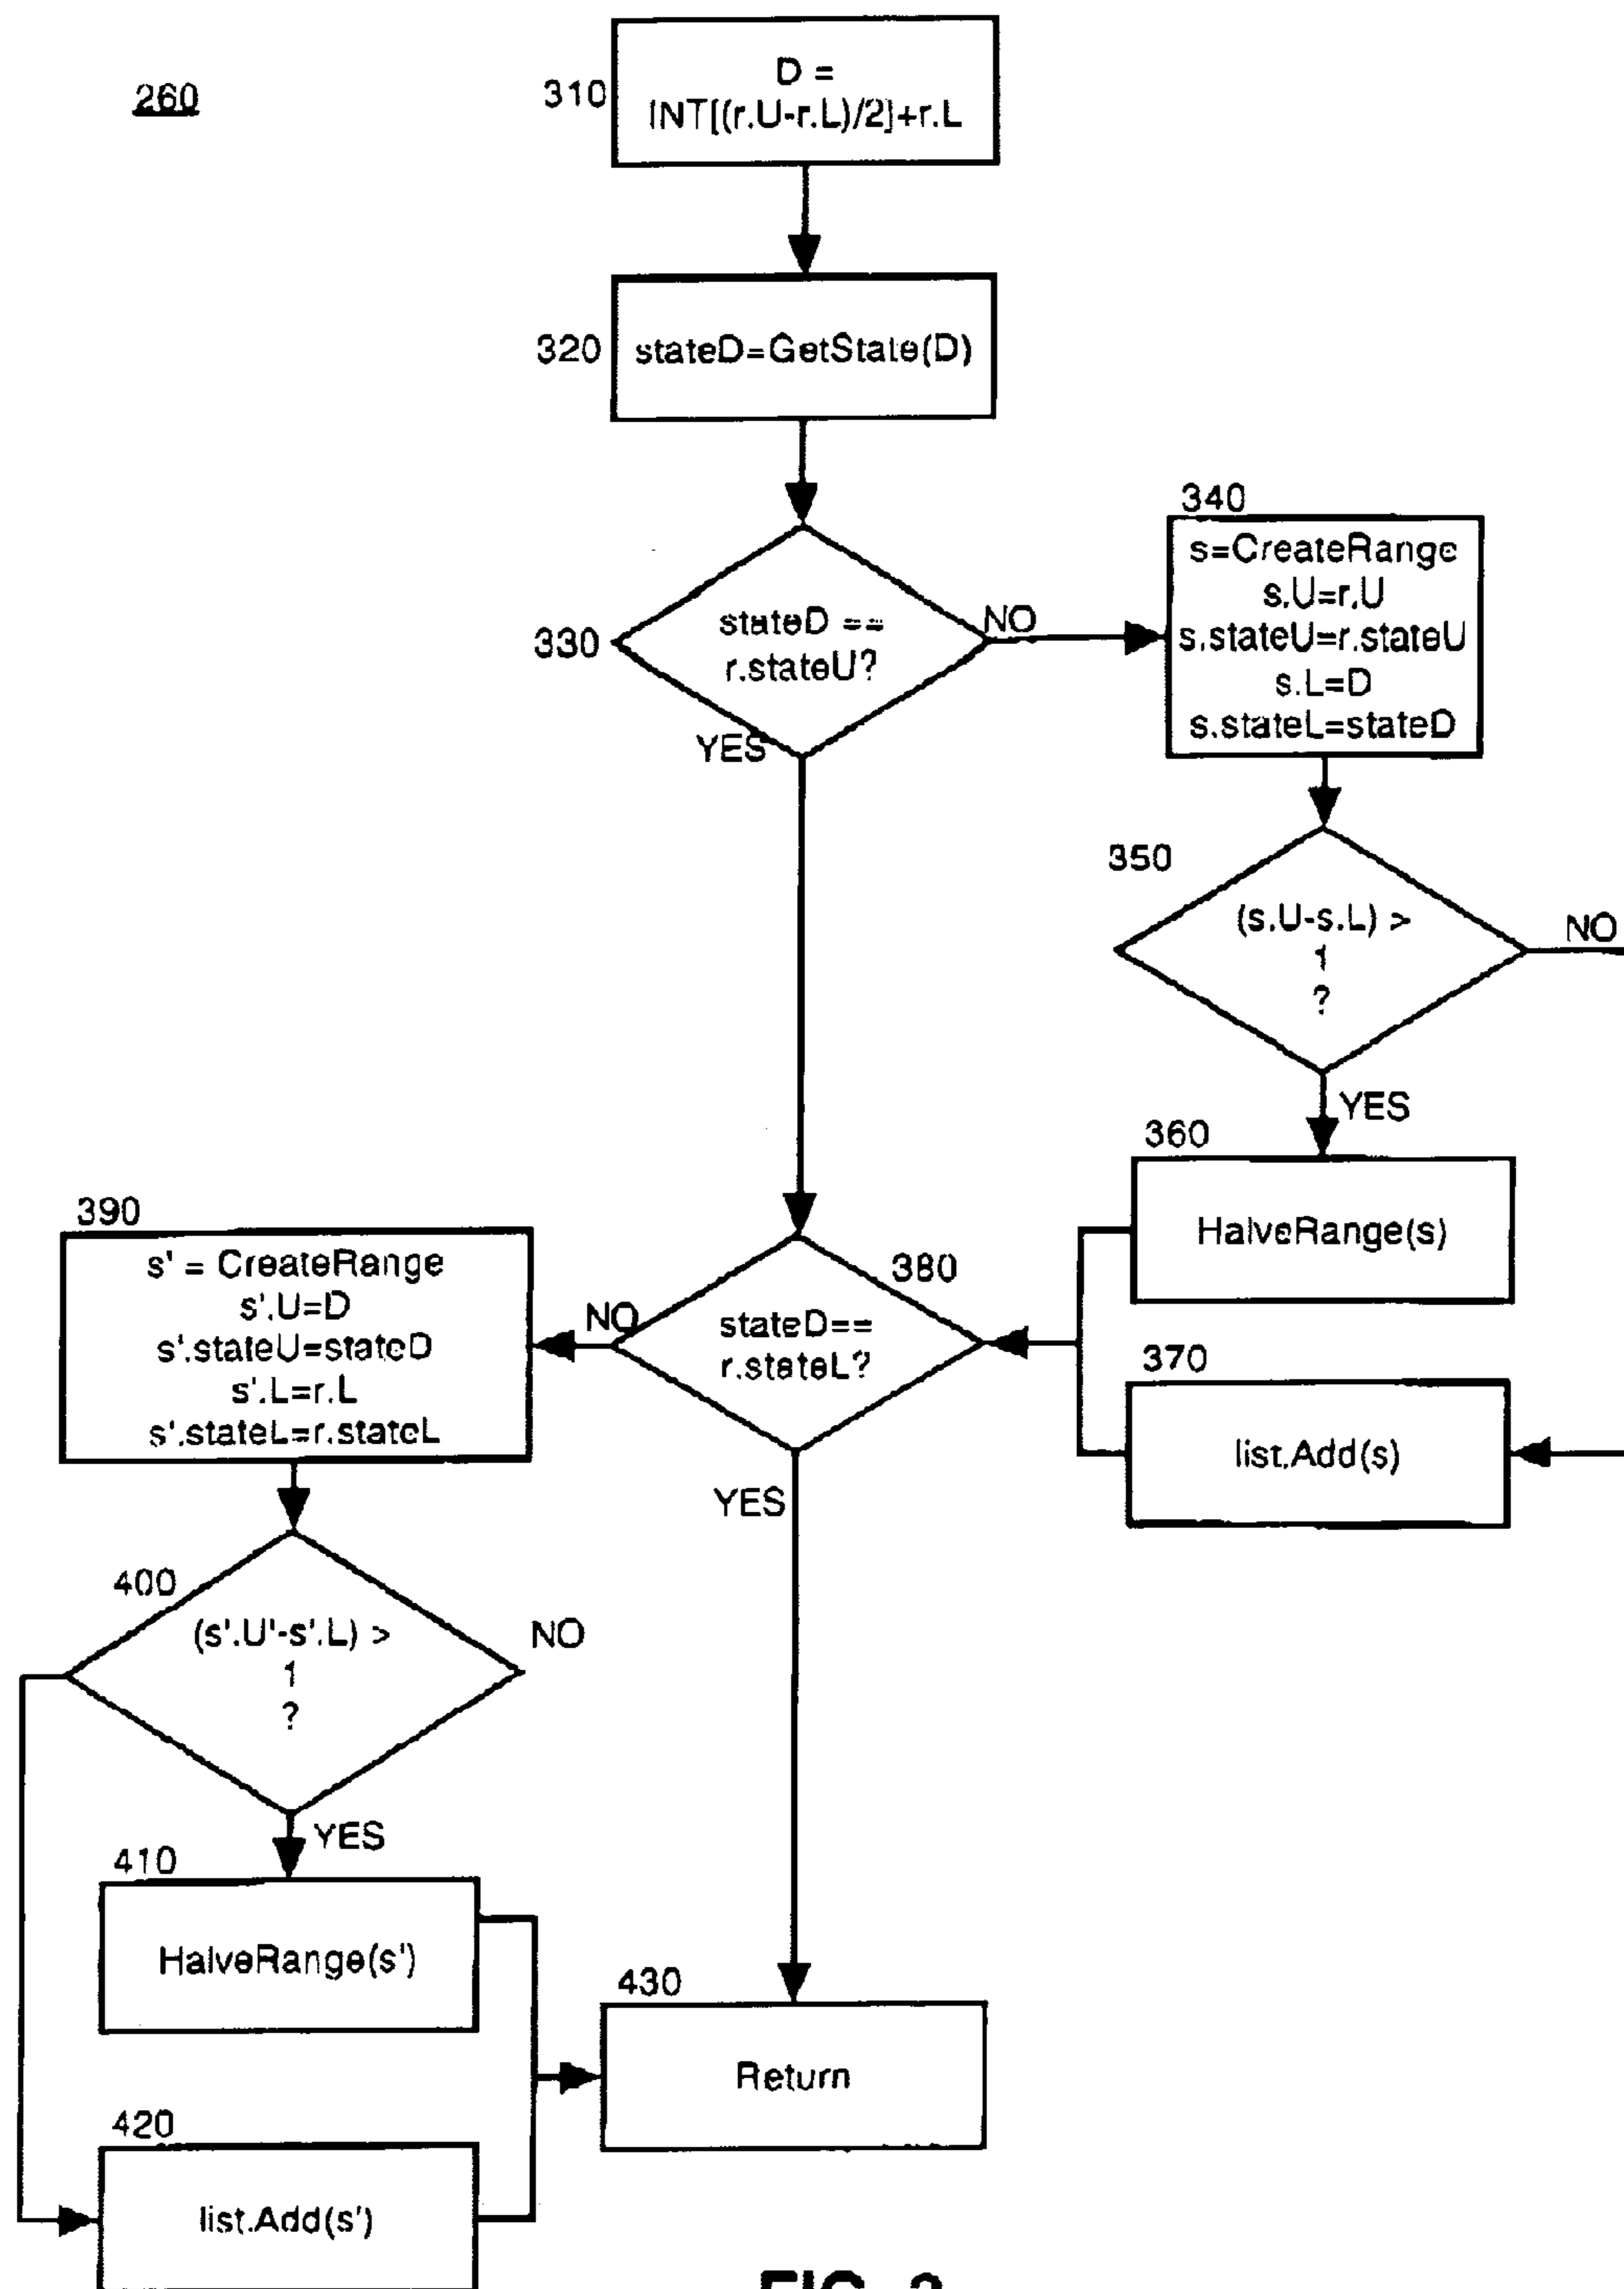 260
310
D =
INT[(r.U-r.L)/2]+r.L
320
stateD=GetState(D)
330
stateD ==
r.stateU?
NO
YES
340
s=CreateRange
s.U=r.U
s.stateU=r.stateU
s.L=D
s.stateL=stateD
350
(s.U-s.L) >
1
?
NO
YES
360
HalveRange(s)
370
list.Add(s)
380
stateD==
r.stateL?
NO
YES
390
s' = CreateRange
s'.U=D
s'.stateU=stateD
s'.L=r.L
s'.stateL=r.stateL
400
(s'.U'-s'.L) >
1
?
NO
YES
410
HalveRange(s')
420
list.Add(s')
430
Return